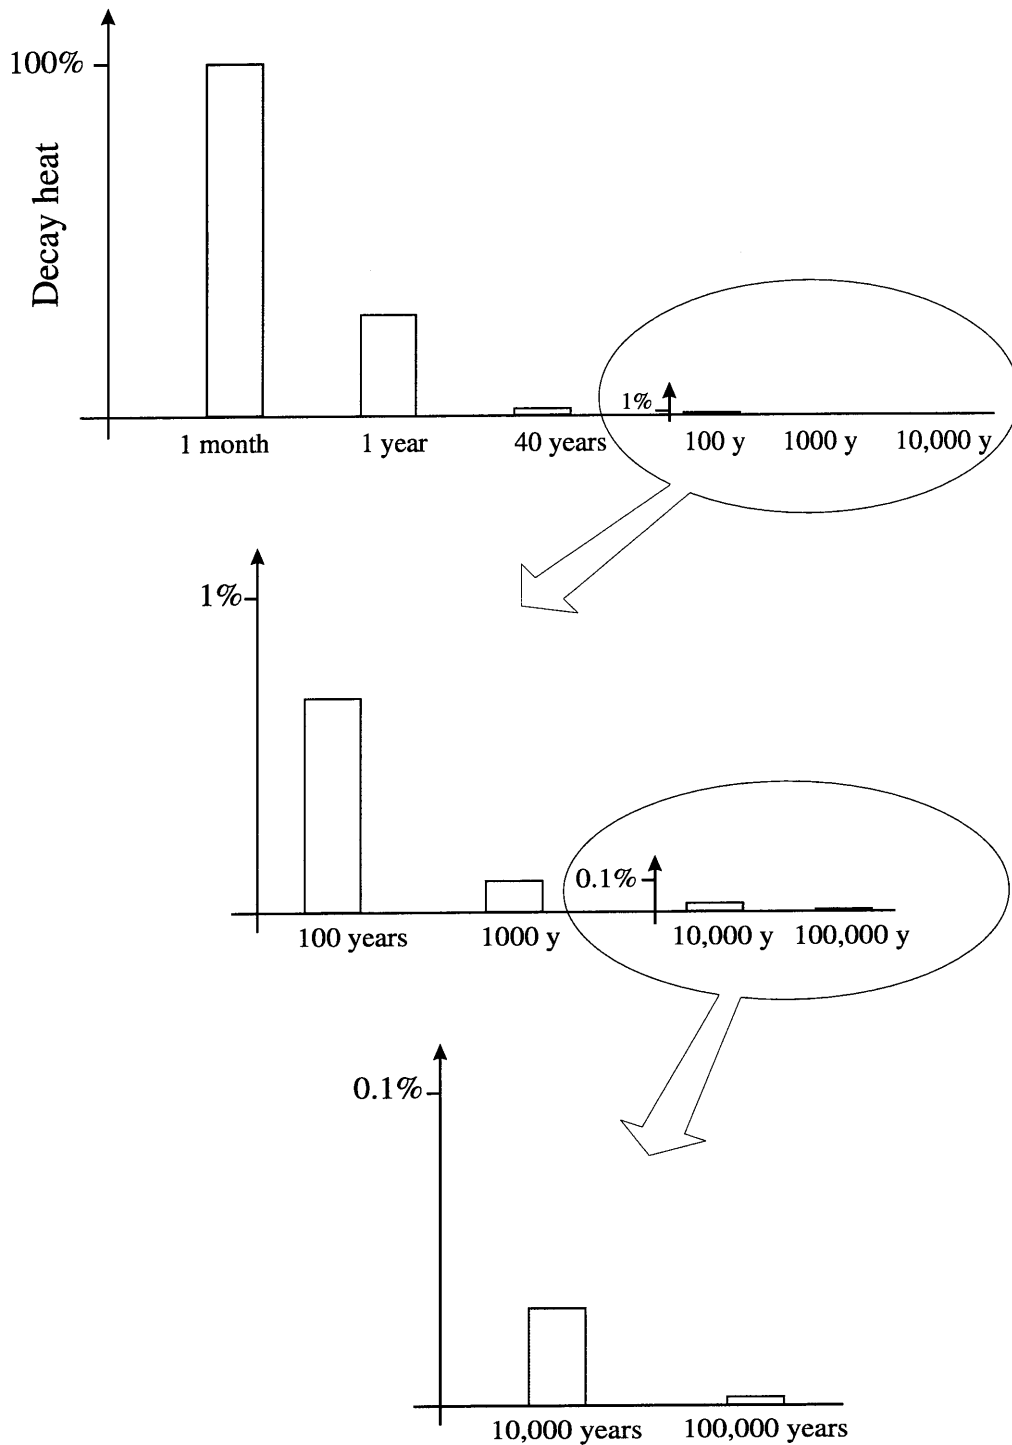 100%
Decay heat
1%
1 month
1 year
40 years
100 y
1000 y
10,000 y
1%
0.1%
100 years
1000 y
10,000 y
100,000 y
0.1%
10,000 years
100,000 years